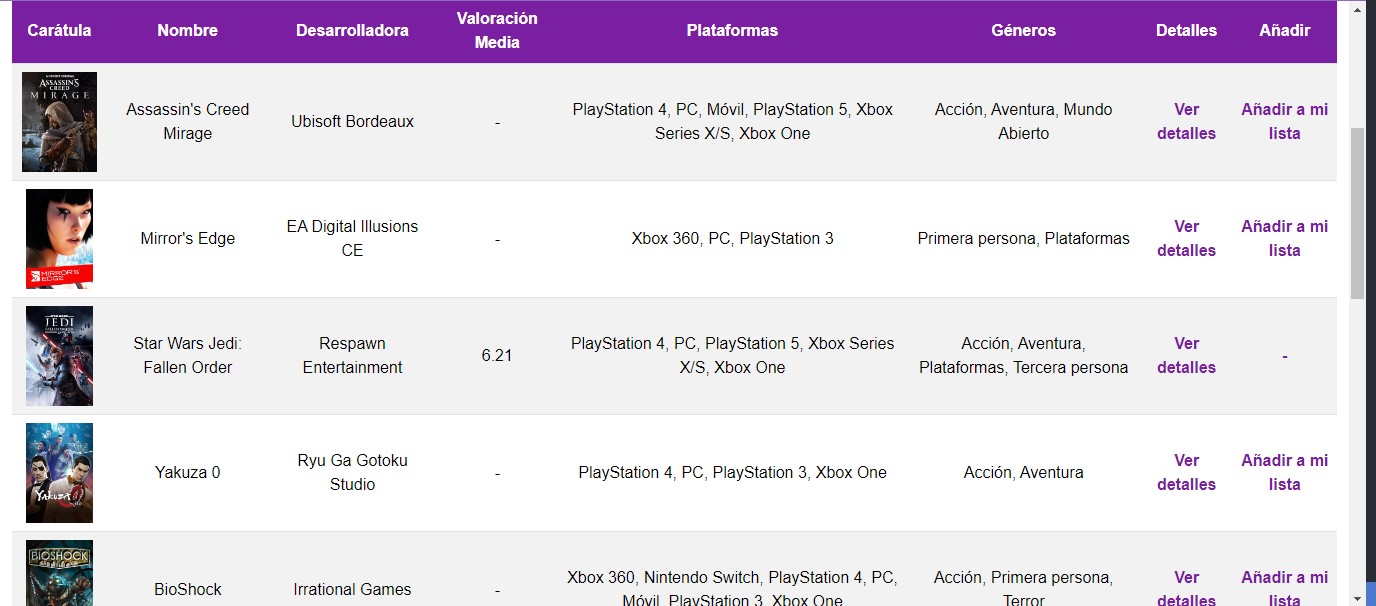 Carátula Nombre Desarrolladora Valoración Media Plataformas Géneros Detalles Añadir
ASSASSIN'S
CREED
MIRAGE
Assassin's Creed
Mirage
Ubisoft Bordeaux
-
PlayStation 4, PC, Móvil, PlayStation 5, Xbox
Series X/S, Xbox One
Acción, Aventura, Mundo
Abierto
Ver
detalles
Añadir a mi
lista
MIRROR'S
EDGE
Mirror's Edge
EA Digital Illusions
CE
-
Xbox 360, PC, PlayStation 3
Primera persona, Plataformas
Ver
detalles
Añadir a mi
lista
JEDI
Star Wars Jedi:
Fallen Order
Respawn
Entertainment
6.21
PlayStation 4, PC, PlayStation 5, Xbox Series
X/S, Xbox One
Acción, Aventura,
Plataformas, Tercera persona
Ver
detalles
-
YAKUZA 0
Yakuza 0
Ryu Ga Gotoku
Studio
-
PlayStation 4, PC, PlayStation 3, Xbox One
Acción, Aventura
Ver
detalles
Añadir a mi
lista
BIOSHOCK
BioShock
Irrational Games
-
Xbox 360, Nintendo Switch, PlayStation 4, PC,
Móvil, PlayStation 3, Xbox One
Acción, Primera persona,
Terror
Ver
detalles
Añadir a mi
lista